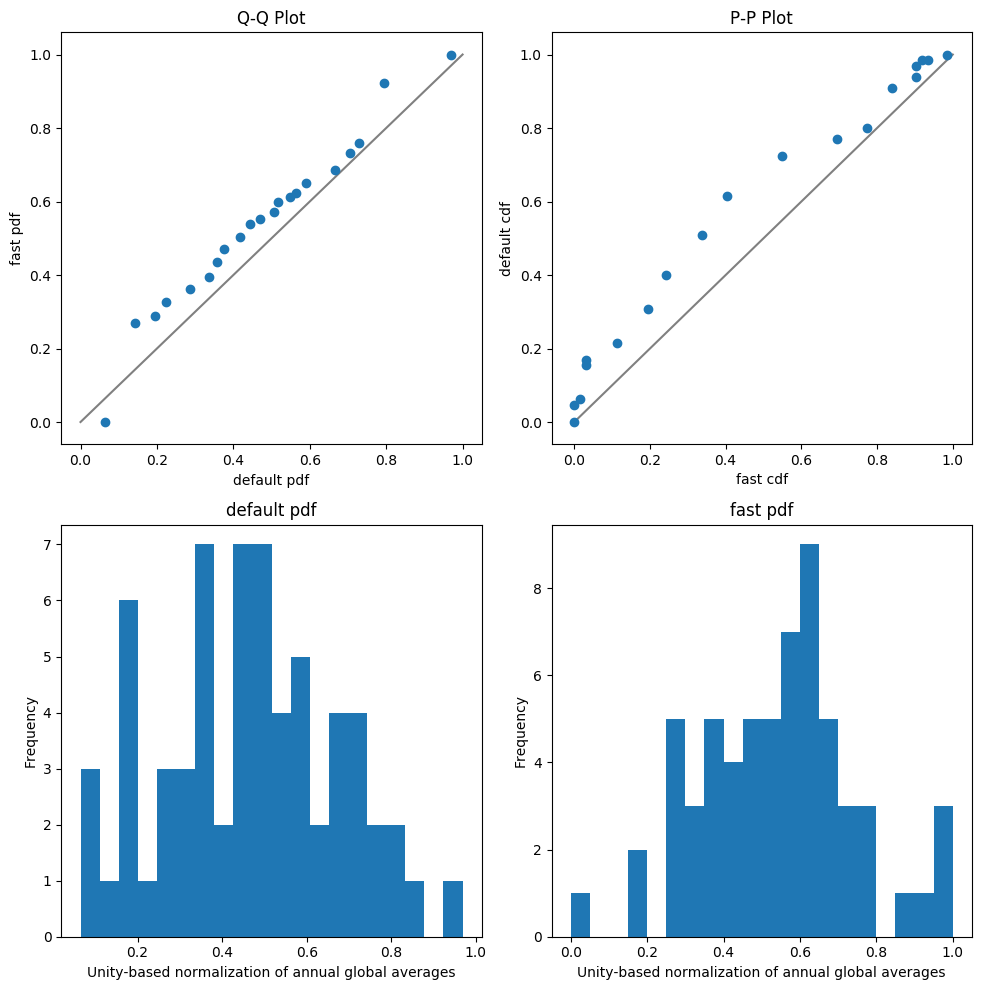 Q-Q Plot
fast pdf
1.0
0.8
0.6
0.4
0.2
0.0
0.0 0.2 0.4 0.6 0.8 1.0
default pdf
P-P Plot
default cdf
1.0
0.8
0.6
0.4
0.2
0.0
0.0 0.2 0.4 0.6 0.8 1.0
fast cdf
default pdf
Frequency
7
6
5
4
3
2
1
0
0.2 0.4 0.6 0.8 1.0
Unity-based normalization of annual global averages
fast pdf
Frequency
8
6
4
2
0
0.0 0.2 0.4 0.6 0.8 1.0
Unity-based normalization of annual global averages